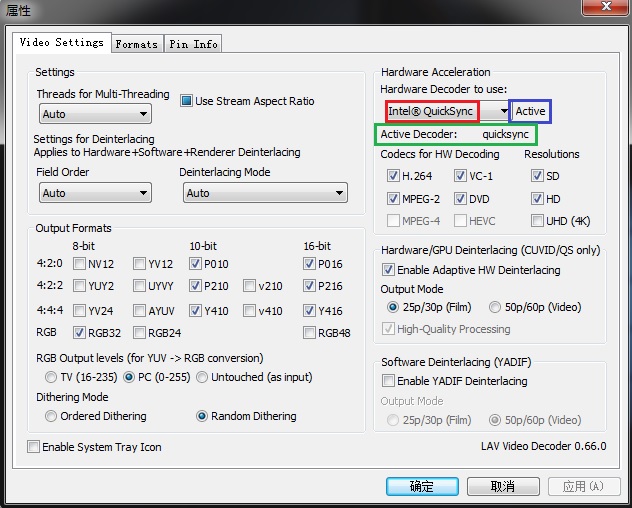 属性
Video Settings Formats Pin Info
Settings
Threads for Multi-Threading
Auto
Use Stream Aspect Ratio
Settings for Deinterlacing
Applies to Hardware+Software+Renderer Deinterlacing
Field Order Deinterlacing Mode
Auto Auto
Output Formats
8-bit 10-bit 16-bit
4:2:0 NV12 YV12 P010 P016
4:2:2 YUY2 UYVY P210 v210 P216
4:4:4 YV24 AYUV Y410 v410 Y416
RGB RGB32 RGB24 RGB48
RGB Output levels (for YUV -> RGB conversion)
TV (16-235) PC (0-255) Untouched (as input)
Dithering Mode
Ordered Dithering Random Dithering
Enable System Tray Icon
Hardware Acceleration
Hardware Decoder to use:
Intel® QuickSync Active
Active Decoder: quicksync
Codecs for HW Decoding Resolutions
H.264 VC-1 SD
MPEG-2 DVD HD
MPEG-4 HEVC UHD (4K)
Hardware/GPU Deinterlacing (CUVID/QS only)
Enable Adaptive HW Deinterlacing
Output Mode
25p/30p (Film) 50p/60p (Video)
High-Quality Processing
Software Deinterlacing (YADIF)
Enable YADIF Deinterlacing
Output Mode
25p/30p (Film) 50p/60p (Video)
LAV Video Decoder 0.66.0
确定 取消 应用(A)